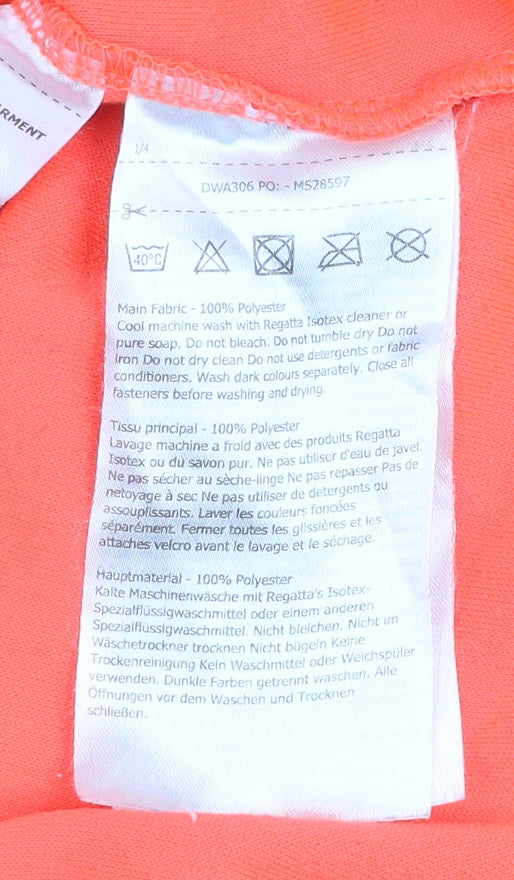 ARMENT
1/4
DWA306 PO: - MS28597
40°C
Main Fabric - 100% Polyester
Cool machine wash with Regatta Isotex cleaner or
pure soap. Do not bleach. Do not tumble dry Do not
iron Do not dry clean Do not use detergents or fabric
conditioners. Wash dark colours separately. Close all
fasteners before washing and drying.
Tissu principal - 100% Polyester
Lavage machine a froid avec des produits Regatta
Isotex ou du savon pur. Ne pas utiliser d'eau de javel.
Ne pas sécher au sèche-linge Ne pas repasser Pas de
netoyage à sec Ne pas utiliser de detergents ou
assouplissants. Laver les couleurs foncées
séparément. Fermer toutes les glissières et les
attaches velcro avant le lavage et le séchage.
Hauptmaterial - 100% Polyester
Kalte Maschinenwäsche mit Regatta's Isotex-
Spezialflüssigwaschmittel oder einem anderen
Spezialflüssigwaschmittel. Nicht bleichen. Nicht im
Wäschetrockner trocknen Nicht bügeln Keine
Trockenreinigung Kein Waschmittel oder Weichspüler
verwenden. Dunkle Farben getrennt waschen. Alle
Öffnungen vor dem Waschen und Trocknen
schließen.